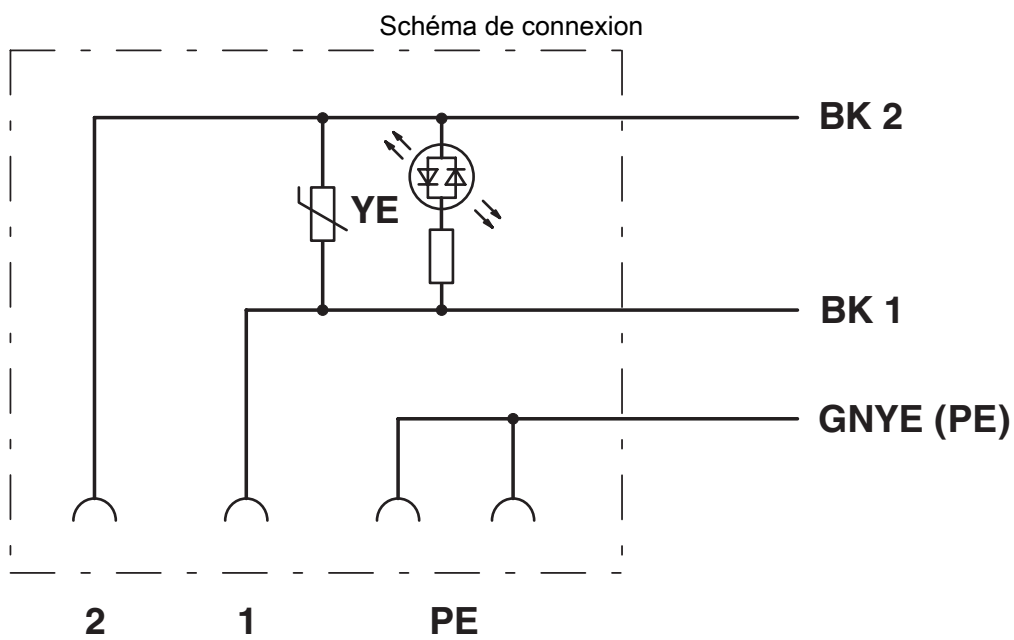 Schéma de connexion
BK 2
YE
BK 1
GNYE (PE)
2 1 PE